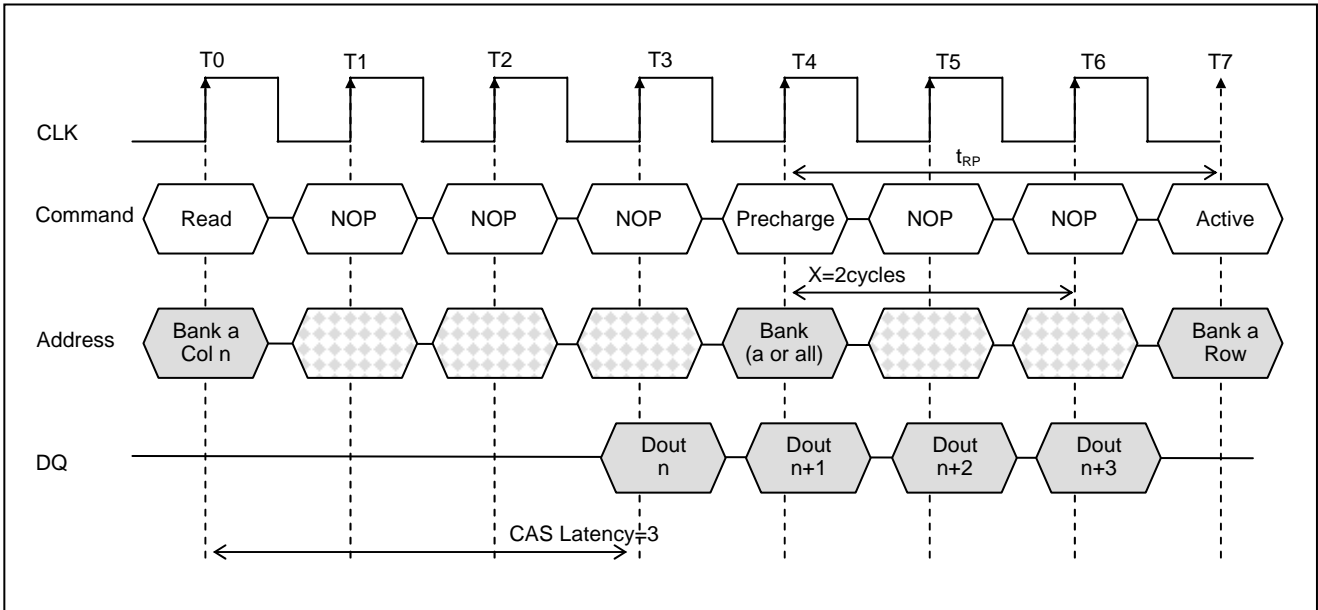 T0 T1 T2 T3 T4 T5 T6 T7
CLK
tRP
Command Read NOP NOP NOP Precharge NOP NOP Active
X=2cycles
Address
Bank a
Col n
Bank
(a or all)
Bank a
Row
DQ
Dout
n
Dout
n+1
Dout
n+2
Dout
n+3
CAS Latency=3